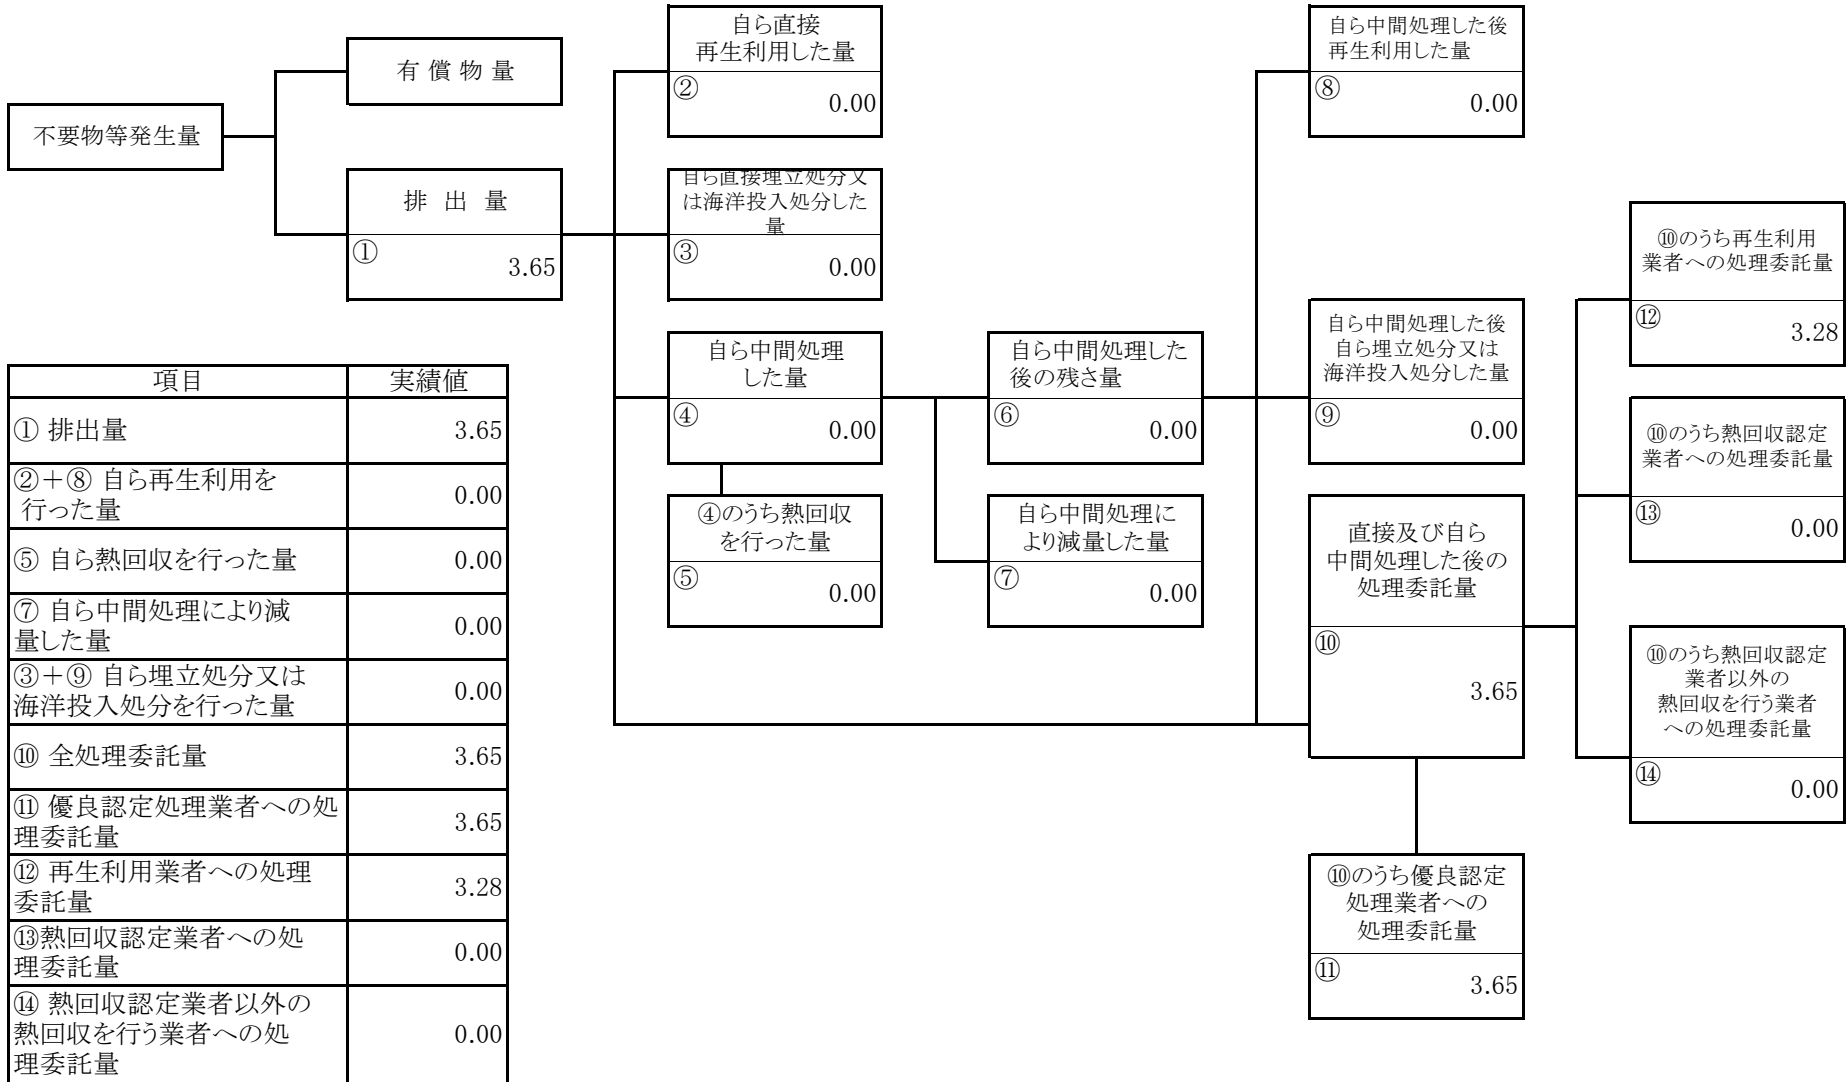 不要物等発生量
有 償 物 量
排 出 量
①
3.65
自ら直接
再生利用した量
②
0.00
自ら直接埋立処分又
は海洋投入処分した
量
③
0.00
自ら中間処理
した量
④
0.00
④のうち熱回収
を行った量
⑤
0.00
自ら中間処理した
後の残さ量
⑥
0.00
自ら中間処理に
より減量した量
⑦
0.00
自ら中間処理した後
再生利用した量
⑧
0.00
自ら中間処理した後
自ら埋立処分又は
海洋投入処分した量
⑨
0.00
直接及び自ら
中間処理した後の
処理委託量
⑩
3.65
⑩のうち優良認定
処理業者への
処理委託量
⑪
3.65
⑩のうち再生利用
業者への処理委託量
⑫
3.28
⑩のうち熱回収認定
業者への処理委託量
⑬
0.00
⑩のうち熱回収認定
業者以外の
熱回収を行う業者
への処理委託量
⑭
0.00
項目 実績値
① 排出量 3.65
②＋⑧ 自ら再生利用を
行った量 0.00
⑤ 自ら熱回収を行った量 0.00
⑦ 自ら中間処理により減
量した量 0.00
③＋⑨ 自ら埋立処分又は
海洋投入処分を行った量 0.00
⑩ 全処理委託量 3.65
⑪ 優良認定処理業者への処
理委託量 3.65
⑫ 再生利用業者への処理
委託量 3.28
⑬熱回収認定業者への処
理委託量 0.00
⑭ 熱回収認定業者以外の
熱回収を行う業者への処
理委託量 0.00